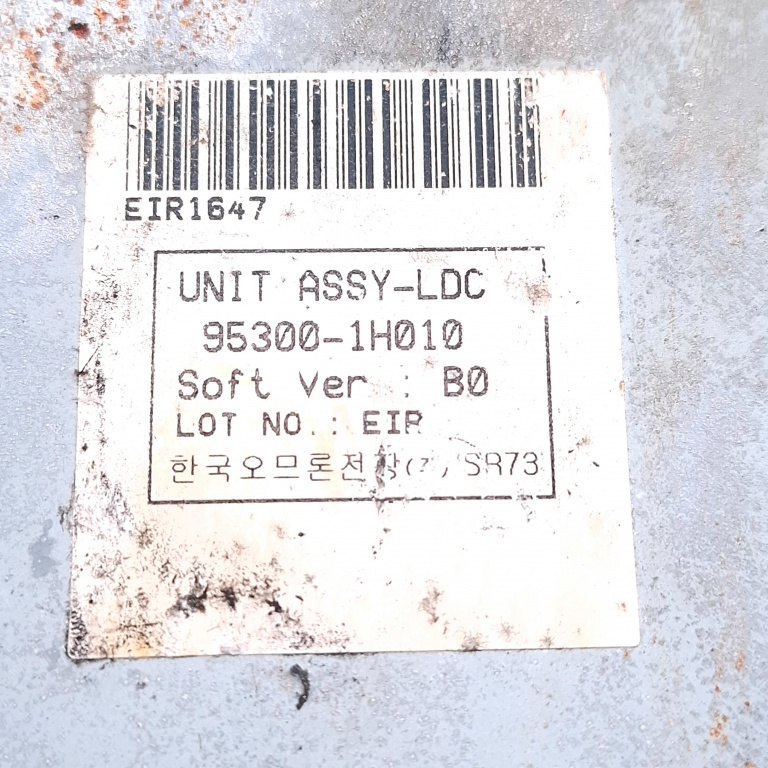 EIR1647
UNIT ASSY-LDC
95300-1H010
Soft Ver : B0
LOT NO.: EIR
한국오므론전장(주)/SR73